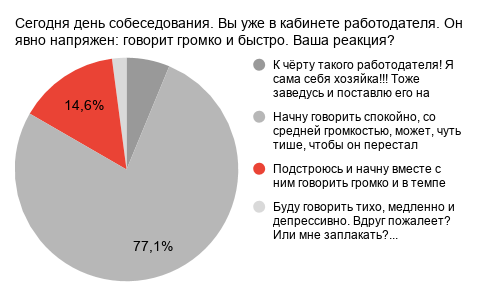 Сегодня день собеседования. Вы уже в кабинете работодателя. Он
явно напряжен: говорит громко и быстро. Ваша реакция?
14,6%
77,1%
К чёрту такого работодателя! Я
сама себя хозяйка!!! Тоже
заведусь и поставлю его на
Начну говорить спокойно, со
средней громкостью, может, чуть
тише, чтобы он перестал
Подстроюсь и начну вместе с
ним говорить громко и в темпе
Буду говорить тихо, медленно и
депрессивно. Вдруг пожалеет?
Или мне заплакать?...